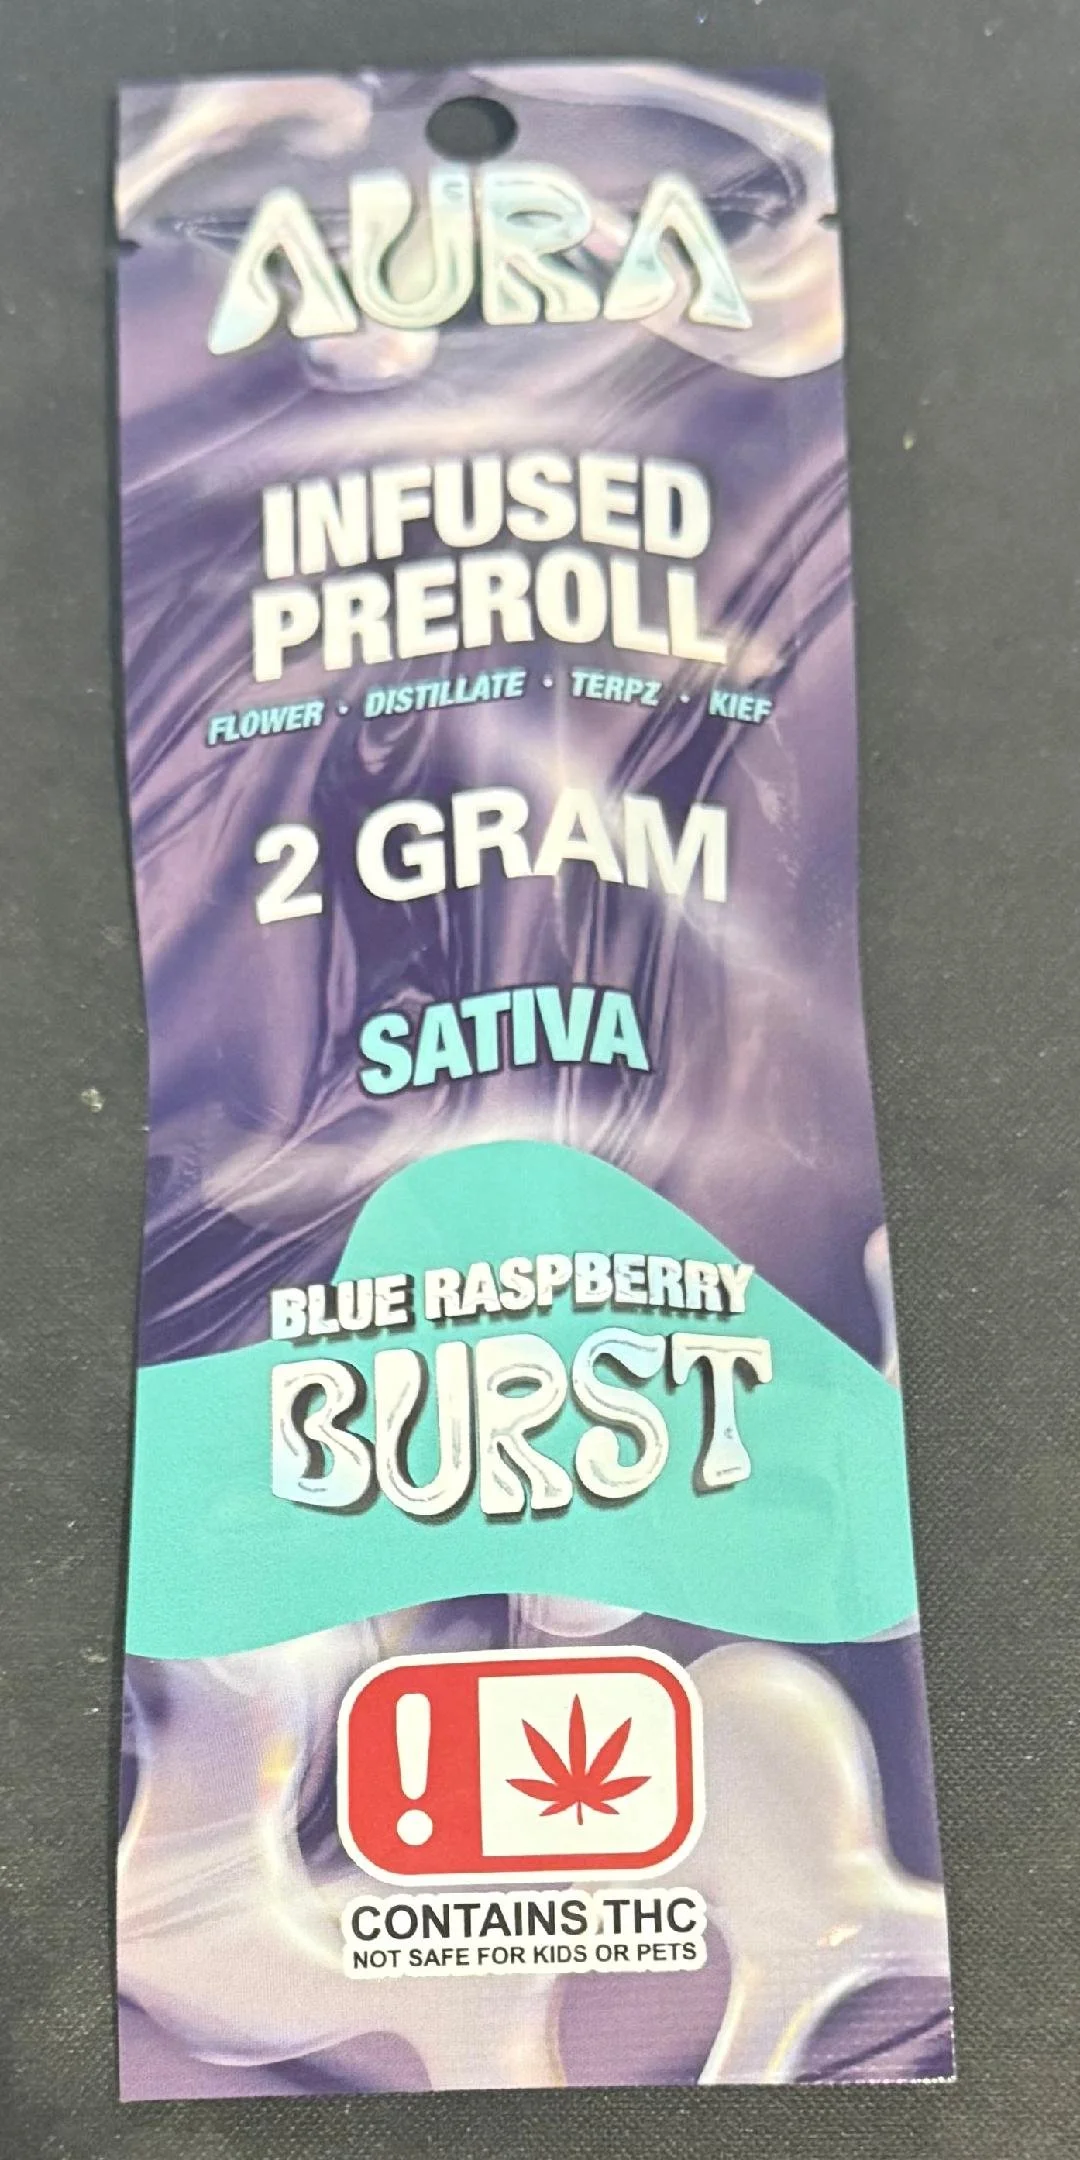 AURA
INFUSED
PREROLL
FLOWER · DISTILLATE · TERPZ · KIEF
2 GRAM
SATIVA
BLUE RASPBERRY
BURST
!
CONTAINS THC
NOT SAFE FOR KIDS OR PETS